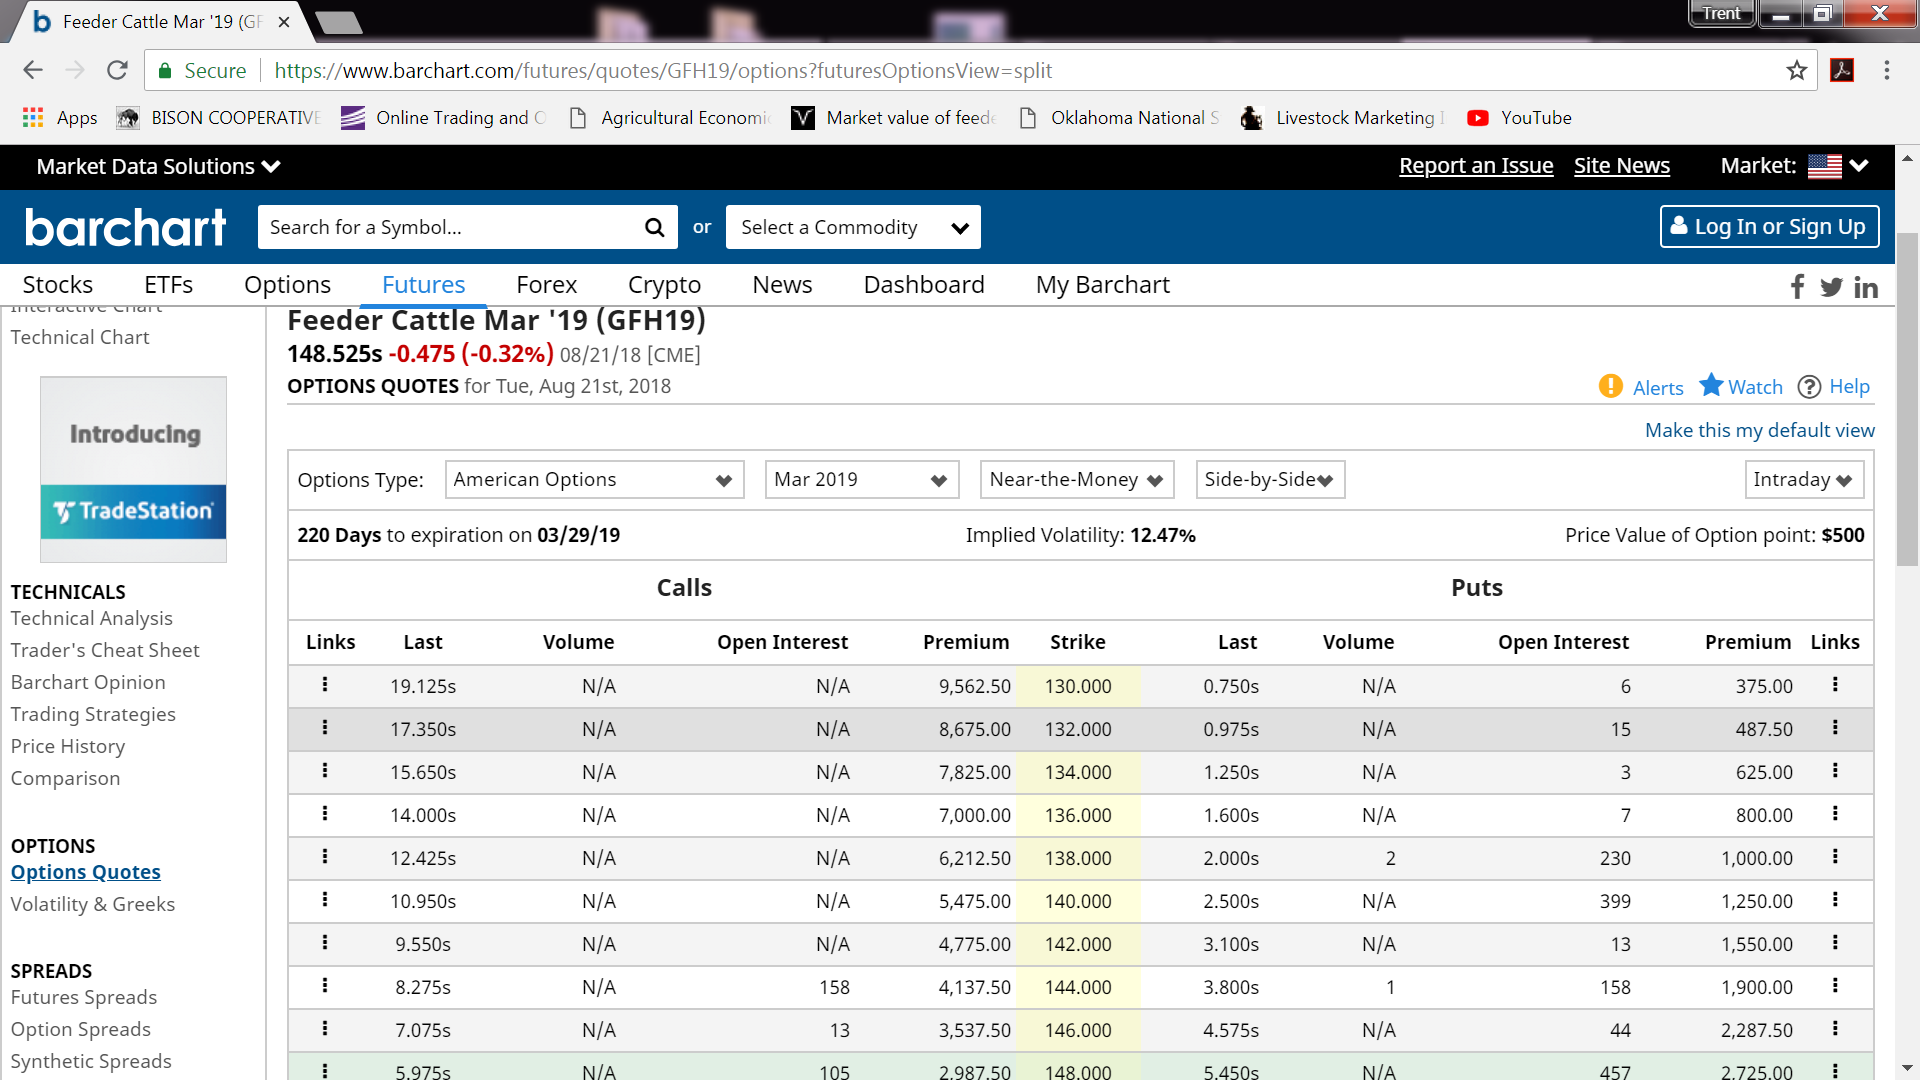 Feeder Cattle Mar '19 (GF
Trent
Secure
https://www.barchart.com/futures/quotes/GFH19/options?futuresOptionsView=split
Apps
BISON COOPERATIVE
Online Trading and O
Agricultural Economic
Market value of feede
Oklahoma National S
Livestock Marketing I
YouTube
Market Data Solutions
Report an Issue
Site News
Market:
barchart
Search for a Symbol...
or
Select a Commodity
Log In or Sign Up
Stocks
ETFs
Options
Futures
Forex
Crypto
News
Dashboard
My Barchart
Interactive Chart
Technical Chart
Introducing
TradeStation
TECHNICALS
Technical Analysis
Trader's Cheat Sheet
Barchart Opinion
Trading Strategies
Price History
Comparison
OPTIONS
Options Quotes
Volatility & Greeks
SPREADS
Futures Spreads
Option Spreads
Synthetic Spreads
Feeder Cattle Mar '19 (GFH19)
148.525s -0.475 (-0.32%) 08/21/18 [CME]
OPTIONS QUOTES for Tue, Aug 21st, 2018
Alerts
Watch
Help
Make this my default view
Options Type: American Options Mar 2019 Near-the-Money Side-by-Side Intraday
220 Days to expiration on 03/29/19 Implied Volatility: 12.47% Price Value of Option point: $500
Calls Puts
Links Last Volume Open Interest Premium Strike Last Volume Open Interest Premium Links
19.125s N/A N/A 9,562.50 130.000 0.750s N/A 6 375.00
17.350s N/A N/A 8,675.00 132.000 0.975s N/A 15 487.50
15.650s N/A N/A 7,825.00 134.000 1.250s N/A 3 625.00
14.000s N/A N/A 7,000.00 136.000 1.600s N/A 7 800.00
12.425s N/A N/A 6,212.50 138.000 2.000s 2 230 1,000.00
10.950s N/A N/A 5,475.00 140.000 2.500s N/A 399 1,250.00
9.550s N/A N/A 4,775.00 142.000 3.100s N/A 13 1,550.00
8.275s N/A 158 4,137.50 144.000 3.800s 1 158 1,900.00
7.075s N/A 13 3,537.50 146.000 4.575s N/A 44 2,287.50
5.975s N/A 105 2,987.50 148.000 5.450s N/A 457 2,725.00